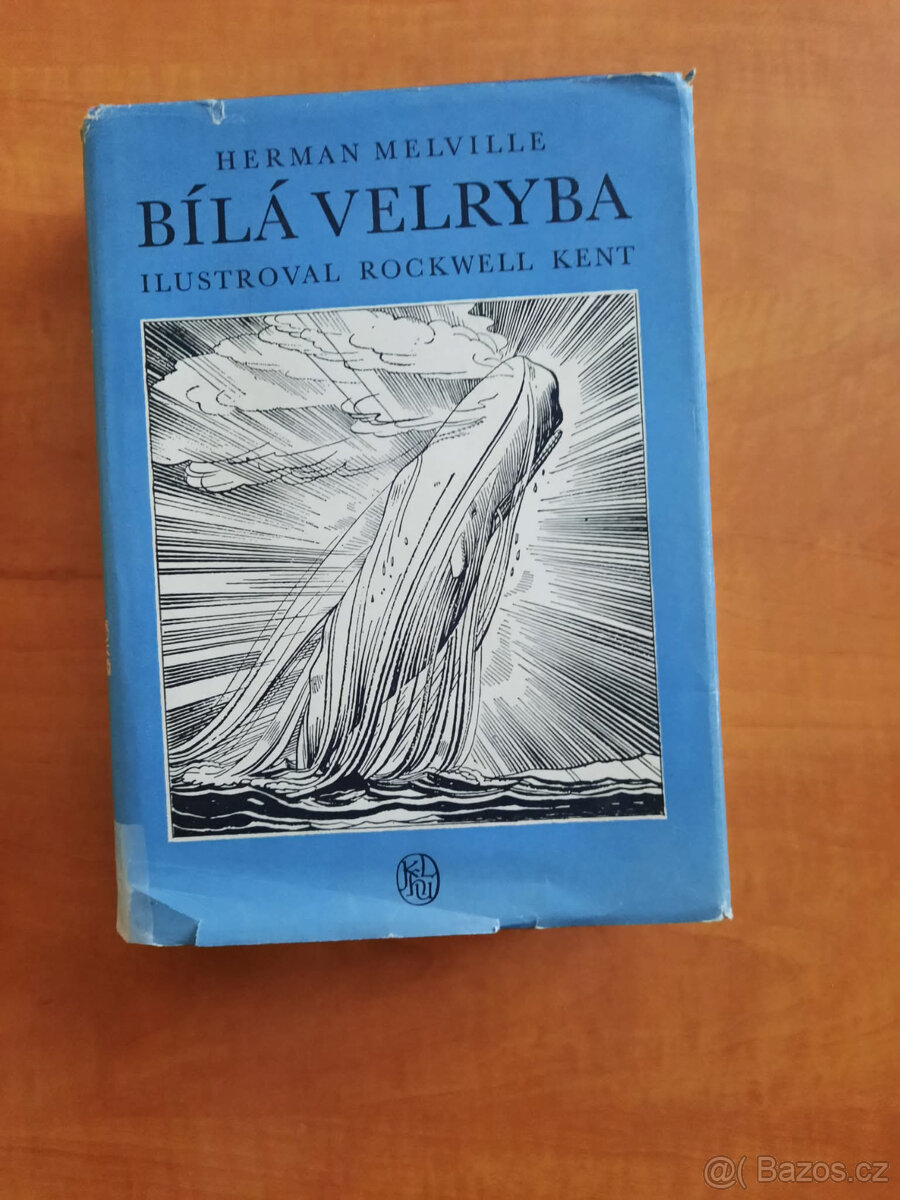 HERMAN MELVILLE
BÍLÁ VELRYBA
ILUSTROVAL ROCKWELL KENT
@( Bazos.cz